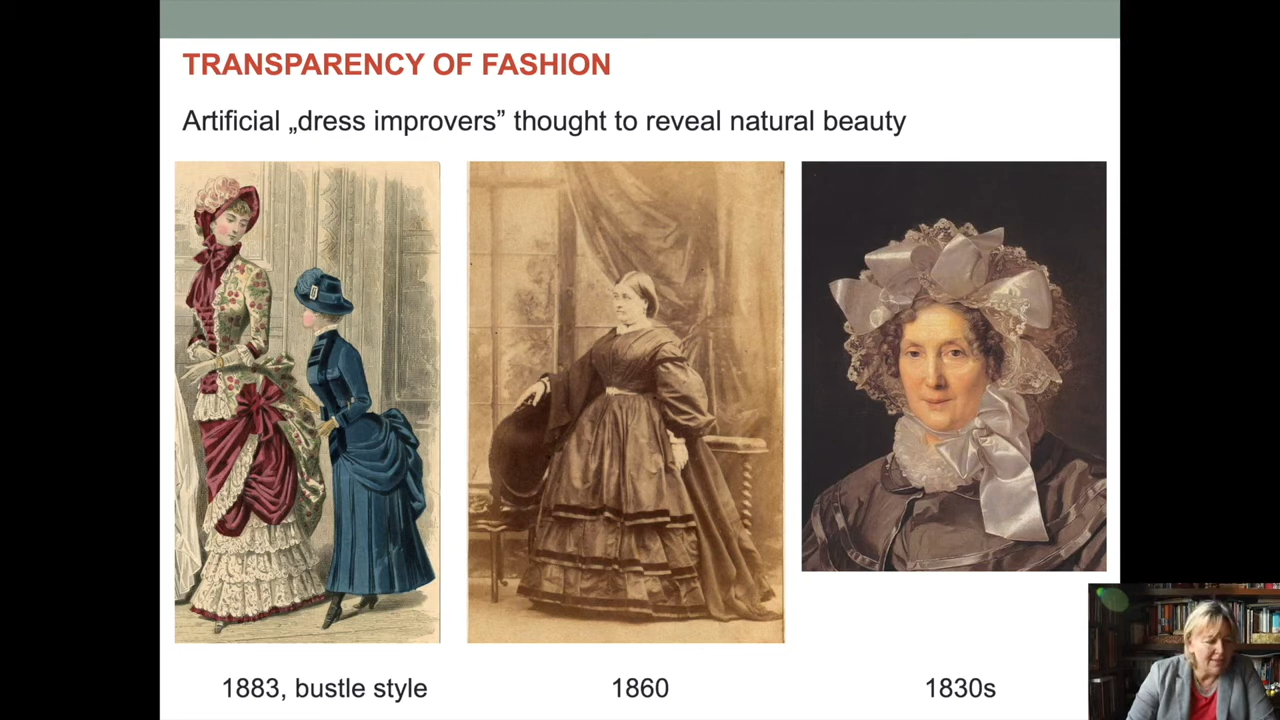 TRANSPARENCY OF FASHION
Artificial „dress improvers” thought to reveal natural beauty
1883, bustle style
1860
1830s